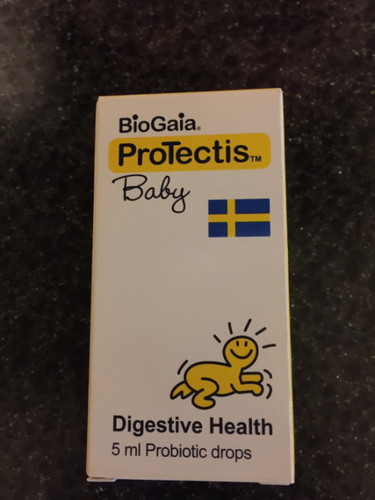 BioGaia®
ProTectis™
Baby
Digestive Health
5 ml Probiotic drops